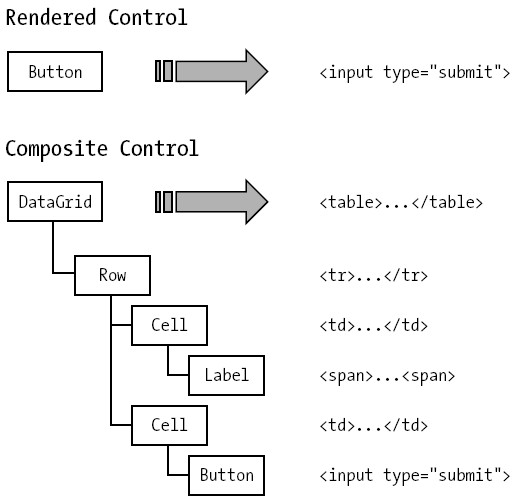 Rendered Control
Button <input type="submit">
Composite Control
DataGrid <table>...</table>
Row <tr>...</tr>
Cell <td>...</td>
Label <span>...<span>
Cell <td>...</td>
Button <input type="submit">